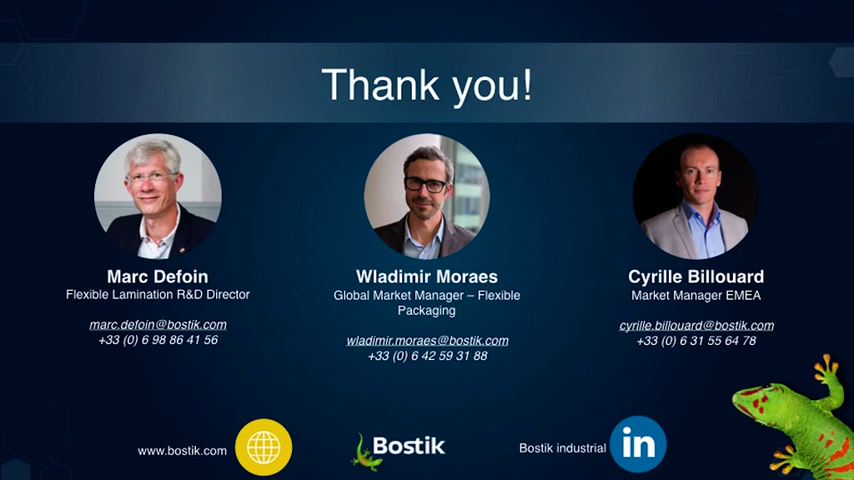 Thank you!
Marc Defoin
Flexible Lamination R&D Director
marc.defoin@bostik.com
+33 (0) 6 98 86 41 56
Wladimir Moraes
Global Market Manager – Flexible
Packaging
wladimir.moraes@bostik.com
+33 (0) 6 42 59 31 88
Cyrille Billouard
Market Manager EMEA
cyrille.billouard@bostik.com
+33 (0) 6 31 55 64 78
www.bostik.com
Bostik
Bostik industrial
in